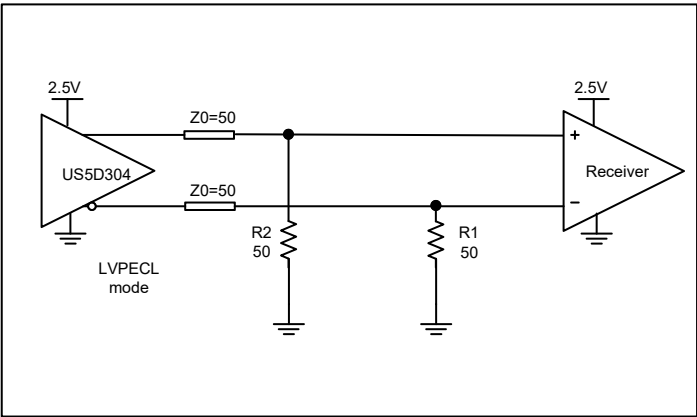 2.5V
2.5V
Z0=50
+
US5D304
Receiver
Z0=50
−
R2
50
R1
50
LVPECL
mode